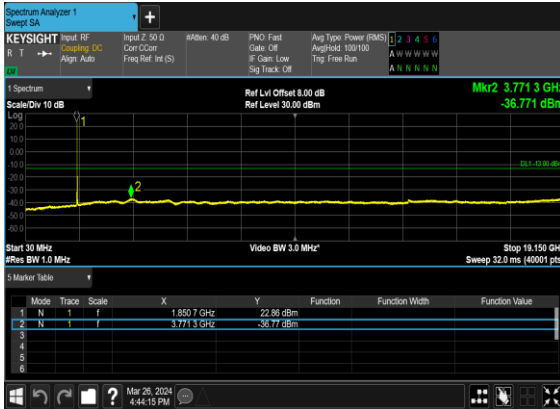 Spectrum Analyzer 1
Swept SA
+
KEYSIGHT Input: RF Input Z: 50 Ω #Atten: 40 dB PNO: Fast Avg Type: Power (RMS) 1 2 3 4 5 6
R T Coupling: DC Corr CCorr Gate: Off Avg|Hold: 100/100 A W W W W W
Align: Auto Freq Ref: Int (S) IF Gain: Low Trig: Free Run
Sig Track: Off A N N N N N
1 Spectrum Ref Lvl Offset 8.00 dB Mkr2 3.771 3 GHz
Scale/Div 10 dB Ref Level 30.00 dBm -36.771 dBm
Log
1
20.0
10.0
0.00
-10.0 DL1 -13.00 dBm
-20.0
-30.0
2
-40.0
-50.0
-60.0
Start 30 MHz Video BW 3.0 MHz* Stop 19.150 GH
#Res BW 1.0 MHz Sweep 32.0 ms (40001 pts
5 Marker Table
Mode Trace Scale X Y Function Function Width Function Value
1 N 1 f 1.850 7 GHz 22.86 dBm
2 N 1 f 3.771 3 GHz -36.77 dBm
3
4
5
6
? Mar 26, 2024
4:44:15 PM